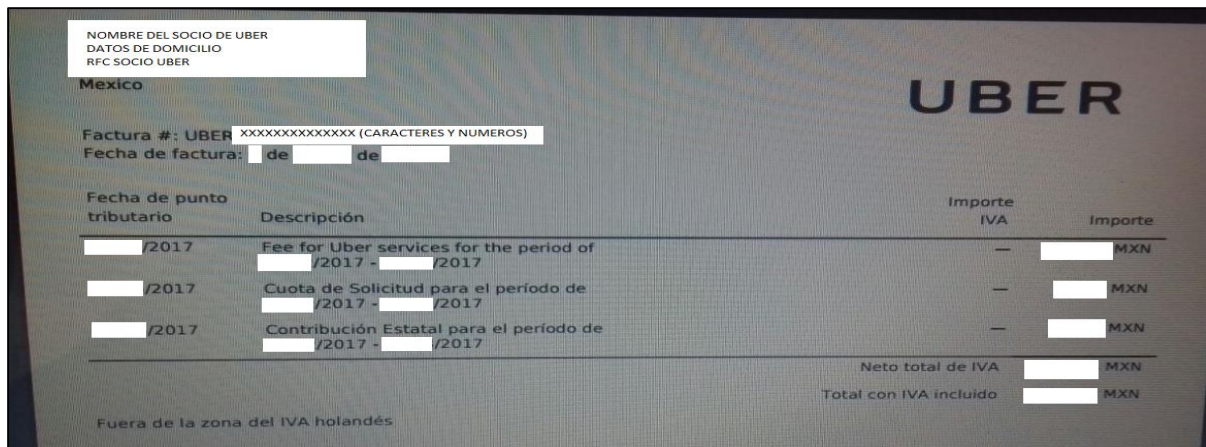 NOMBRE DEL SOCIO DE UBER
DATOS DE DOMICILIO
RFC SOCIO UBER
Mexico
UBER
Factura #: UBER XXXXXXXXXXXXXX (CARACTERES Y NUMEROS)
Fecha de factura: de de
Fecha de punto tributario Descripción Importe IVA Importe
/2017 Fee for Uber services for the period of — MXN
/2017 - /2017
/2017 Cuota de Solicitud para el período de — MXN
/2017 - /2017
/2017 Contribución Estatal para el período de — MXN
/2017 - /2017
Neto total de IVA MXN
Total con IVA incluido MXN
Fuera de la zona del IVA holandés